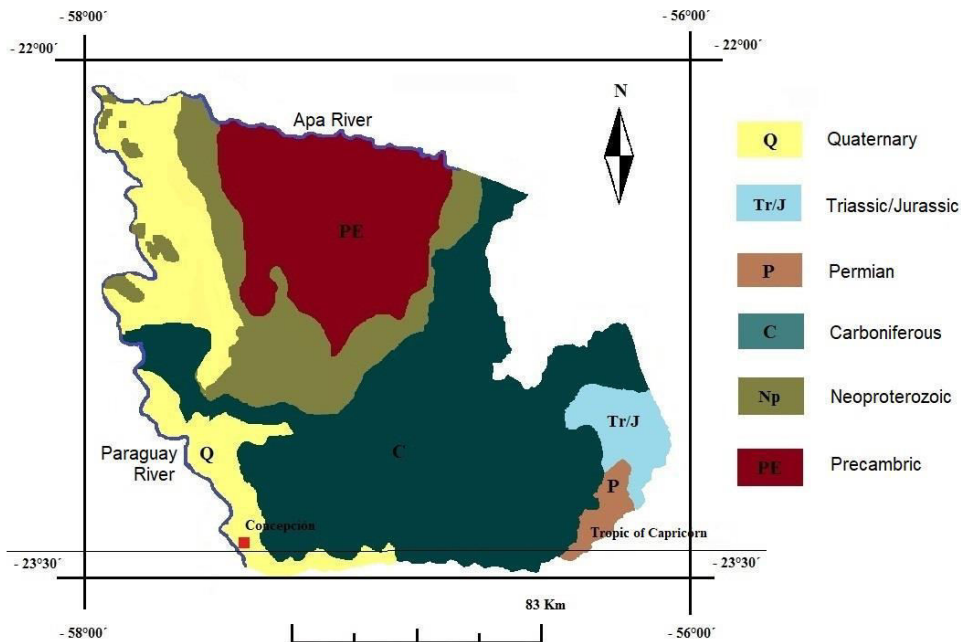 - 58°00´
- 56°00´
- 22°00´
- 22°00´
N
Apa River
Q Quaternary
Tr/J Triassic/Jurassic
PE
P Permian
C Carboniferous
Np Neoproterozoic
Tr/J
Paraguay
River
Q
C
PE Precambric
P
Concepción
Tropic of Capricorn
- 23°30´
- 23°30´
83 Km
- 58°00´
- 56°00´